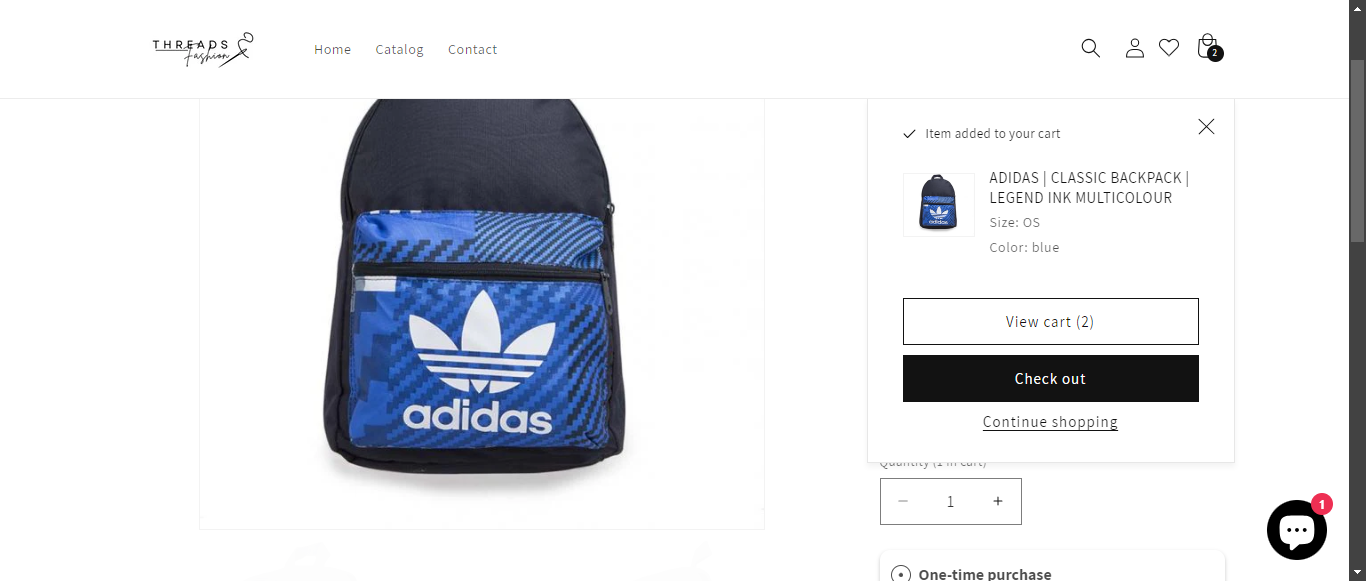 THREADS
Fashion
Home
Catalog
Contact
2
Item added to your cart
ADIDAS | CLASSIC BACKPACK |
LEGEND INK MULTICOLOUR
Size: OS
Color: blue
View cart (2)
Check out
Continue shopping
adidas
Quantity (1 in cart)
1
1
One-time purchase